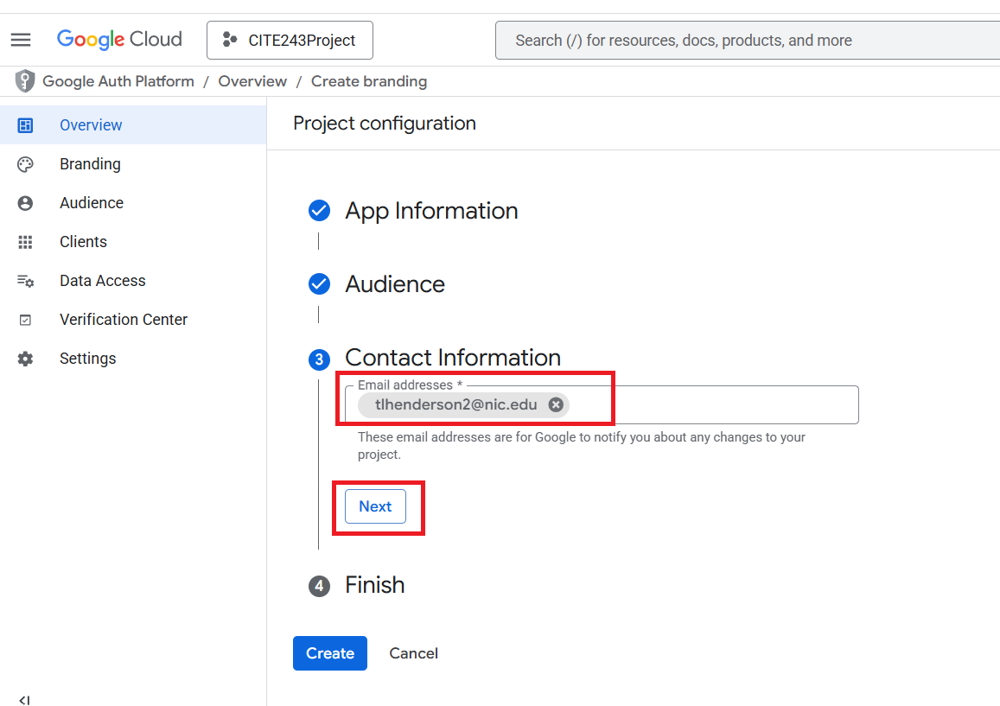 Google Cloud
CITE243Project
Search (/) for resources, docs, products, and more
Google Auth Platform / Overview / Create branding
Overview
Branding
Audience
Clients
Data Access
Verification Center
Settings
Project configuration
App Information
Audience
3 Contact Information
Email addresses *
tlhenderson2@nic.edu
These email addresses are for Google to notify you about any changes to your
project.
Next
4 Finish
Create Cancel